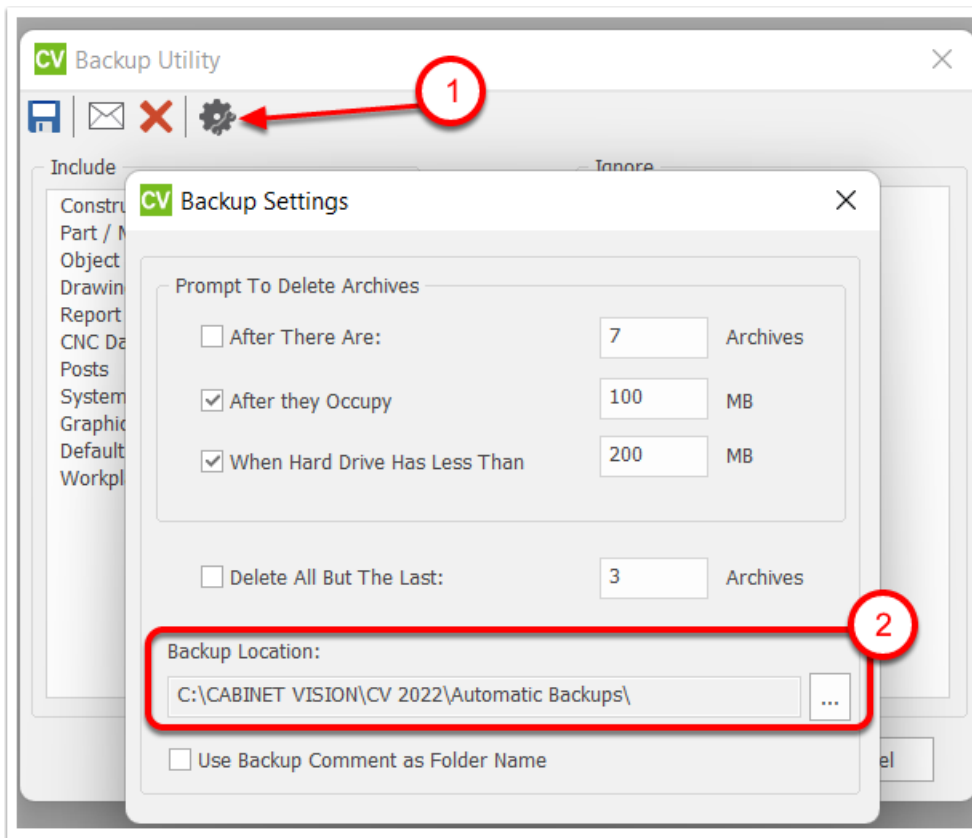 CV Backup Utility
1
Include
Ignore
Constru
Part / N
Object
Drawin
Report
CNC Da
Posts
System
Graphic
Default
Workpl
CV Backup Settings
Prompt To Delete Archives
After There Are: 7 Archives
After they Occupy 100 MB
When Hard Drive Has Less Than 200 MB
Delete All But The Last: 3 Archives
2
Backup Location:
C:\CABINET VISION\CV 2022\Automatic Backups\ ...
Use Backup Comment as Folder Name
el